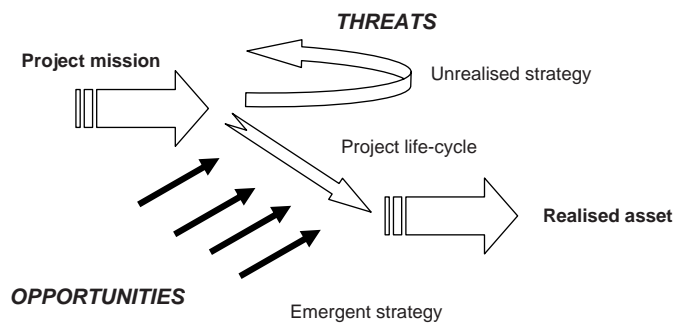 THREATS
Project mission
Unrealised strategy
Project life-cycle
Realised asset
OPPORTUNITIES
Emergent strategy